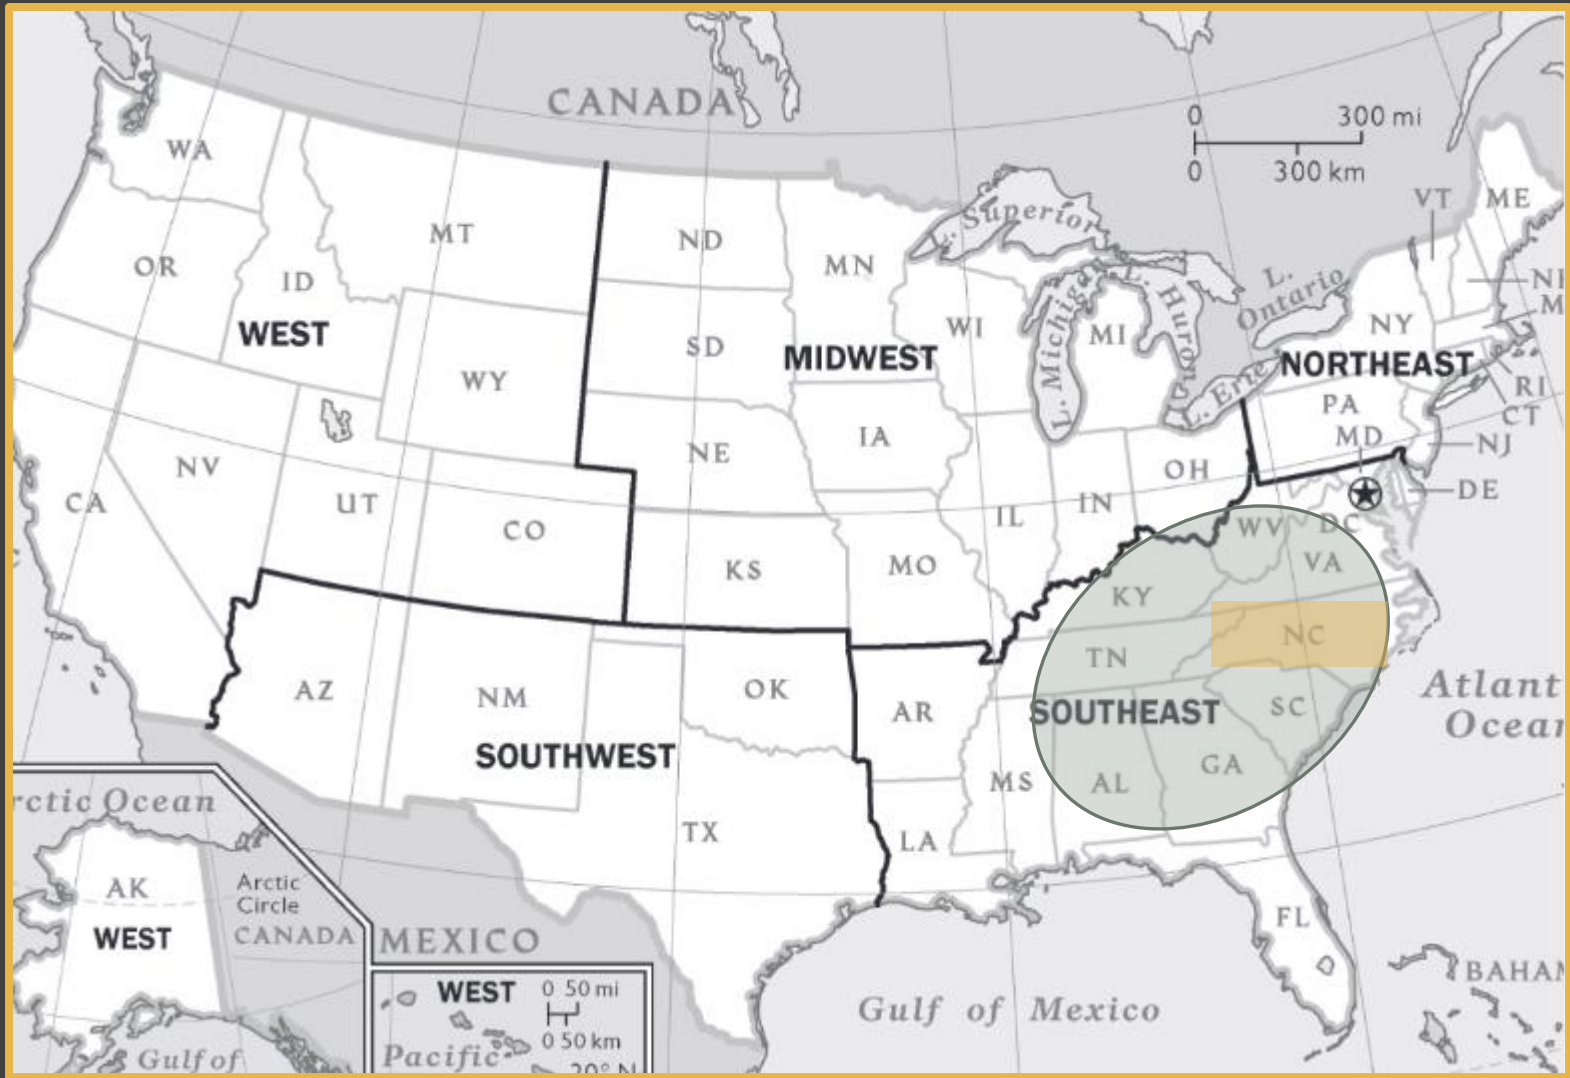 CANADA
0 300 mi
0 300 km
WA
MT
ND
MN
L. Superior
VT
ME
OR
ID
L. Michigan
L. Huron
L.
Ontario
WEST
SD
WI
MI
NY
MIDWEST
NORTHEAST
WY
L. Erie
RI
PA
CT
NE
IA
MD
NJ
NV
OH
CA
UT
IL
IN
DE
CO
WV
DC
KS
MO
VA
KY
NC
TN
AZ
NM
OK
AR
SC
Atlant
Ocean
SOUTHEAST
SOUTHWEST
MS
AL
GA
TX
LA
rctic Ocean
AK
Arctic
Circle
CANADA
WEST
MEXICO
FL
BAHAM
WEST
0 50 mi
0 50 km
Gulf of Mexico
Gulf of
Pacific
20° N